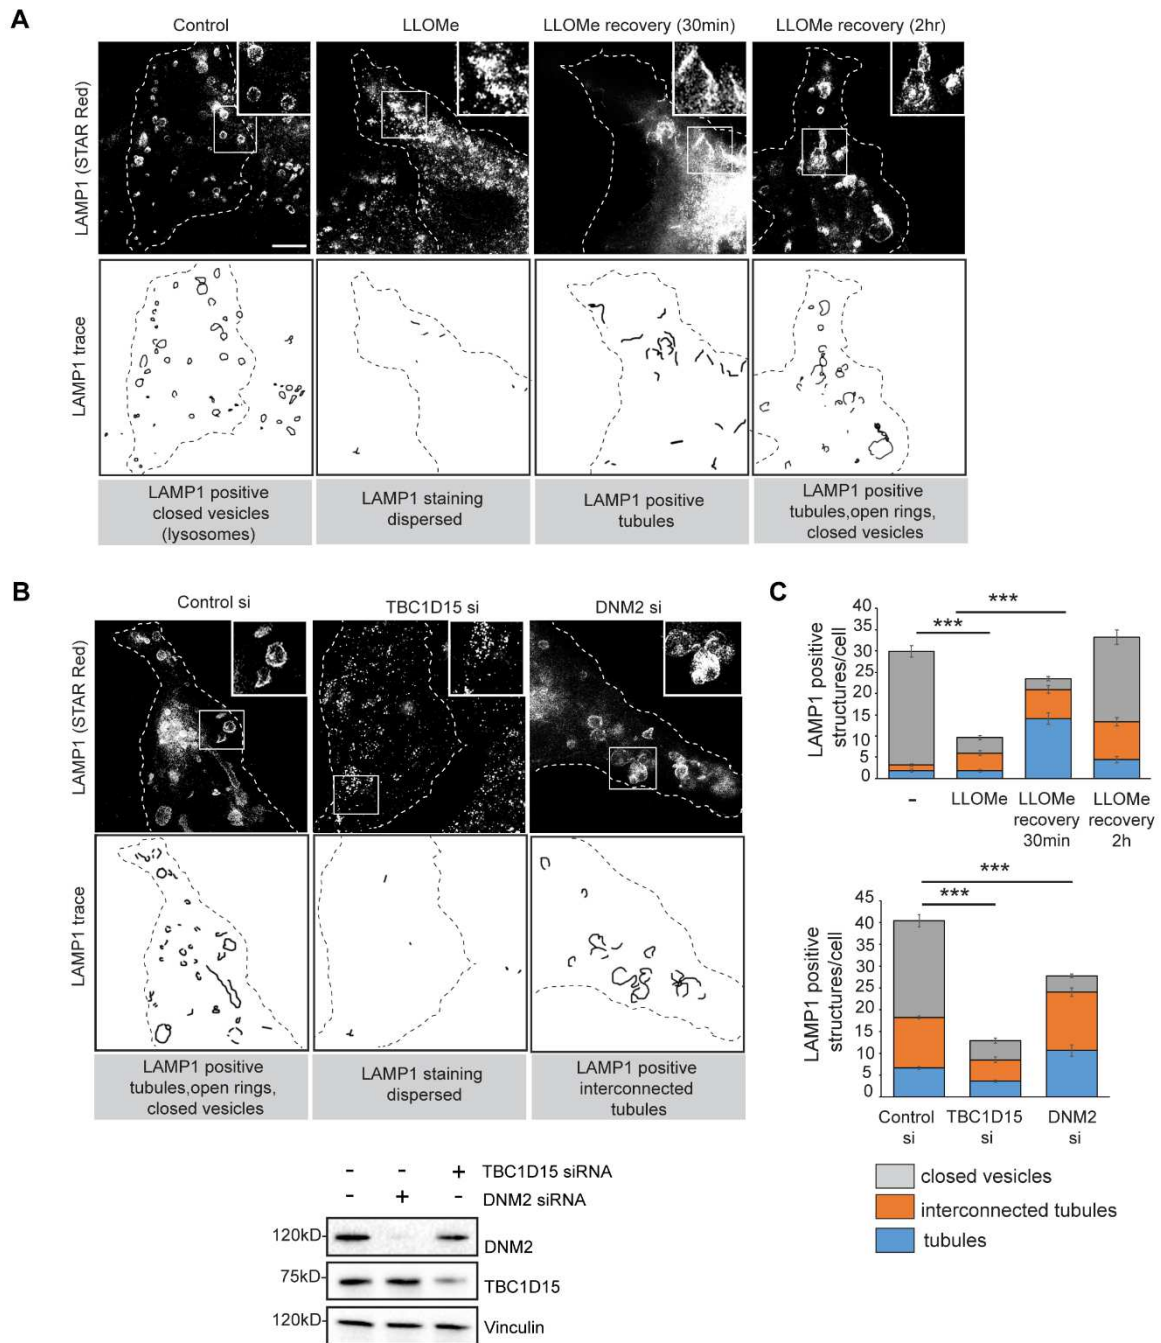 A
Control
LLOMe
LLOMe recovery (30min)
LLOMe recovery (2hr)
LAMP1 (STAR Red)
LAMP1 trace
LAMP1 positive
closed vesicles
(lysosomes)
LAMP1 staining
dispersed
LAMP1 positive
tubules
LAMP1 positive
tubules,open rings,
closed vesicles
B
Control si
TBC1D15 si
DNM2 si
LAMP1 (STAR Red)
LAMP1 trace
LAMP1 positive
tubules,open rings,
closed vesicles
LAMP1 staining
dispersed
LAMP1 positive
interconnected
tubules
- - + TBC1D15 siRNA
- + - DNM2 siRNA
120kD- DNM2
75kD- TBC1D15
120kD- Vinculin
C
LAMP1 positive
structures/cell
40
35
30
25
20
15
10
5
0
***
***
-
LLOMe
LLOMe
recovery
30min
LLOMe
recovery
2h
LAMP1 positive
structures/cell
45
40
35
30
25
20
15
10
5
0
***
***
Control
si
TBC1D15
si
DNM2
si
closed vesicles
interconnected tubules
tubules